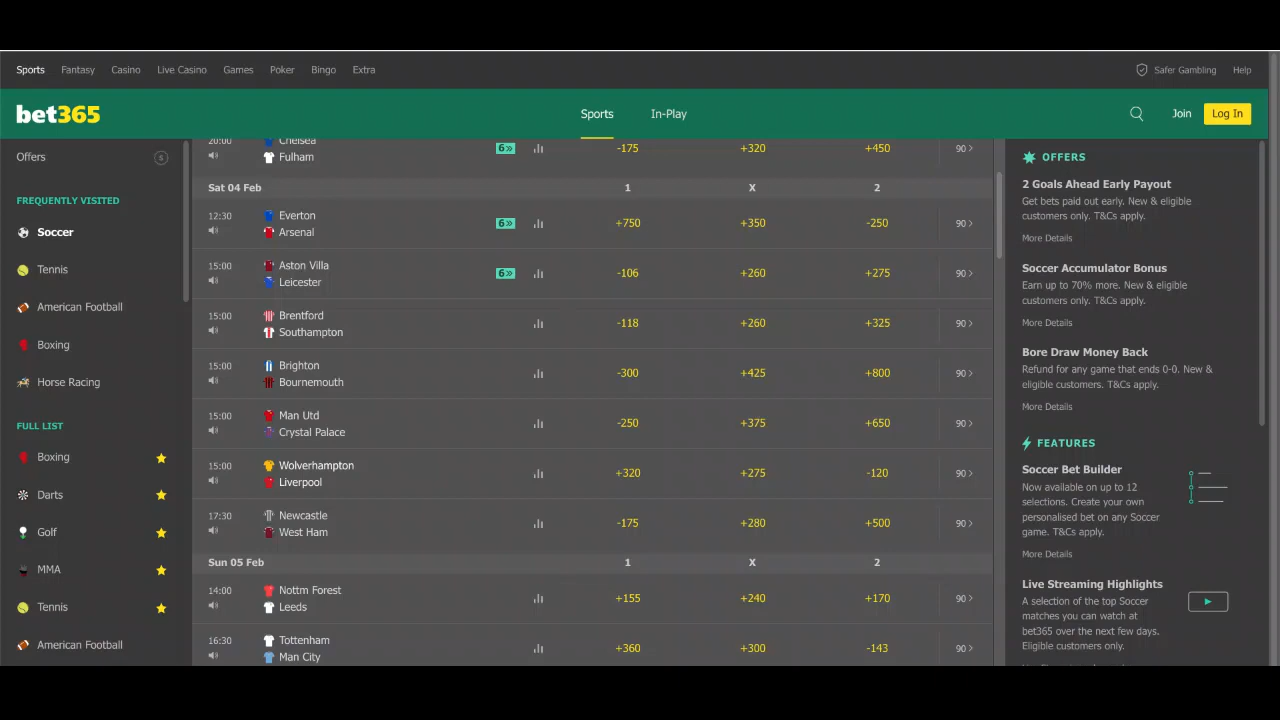 Sports Fantasy Casino Live Casino Games Poker Bingo Extra Safer Gambling Help
bet365 Sports In-Play Join Log In
Offers S
FREQUENTLY VISITED
Soccer
Tennis
American Football
Boxing
Horse Racing
FULL LIST
Boxing
Darts
Golf
MMA
Tennis
American Football
20:00 Chelsea
Fulham 6 -175 +320 +450 90
Sat 04 Feb 1 X 2
12:30 Everton
Arsenal 6 +750 +350 -250 90
15:00 Aston Villa
Leicester 6 -106 +260 +275 90
15:00 Brentford
Southampton -118 +260 +325 90
15:00 Brighton
Bournemouth -300 +425 +800 90
15:00 Man Utd
Crystal Palace -250 +375 +650 90
15:00 Wolverhampton
Liverpool +320 +275 -120 90
17:30 Newcastle
West Ham -175 +280 +500 90
Sun 05 Feb 1 X 2
14:00 Nottm Forest
Leeds +155 +240 +170 90
16:30 Tottenham
Man City +360 +300 -143 90
OFFERS
2 Goals Ahead Early Payout
Get bets paid out early. New & eligible
customers only. T&Cs apply.
More Details
Soccer Accumulator Bonus
Earn up to 70% more. New & eligible
customers only. T&Cs apply.
More Details
Bore Draw Money Back
Refund for any game that ends 0-0. New &
eligible customers. T&Cs apply.
More Details
FEATURES
Soccer Bet Builder
Now available on up to 12
selections. Create your own
personalised bet on any Soccer
game. T&Cs apply.
More Details
Live Streaming Highlights
A selection of the top Soccer
matches you can watch at
bet365 over the next few days.
Eligible customers only.